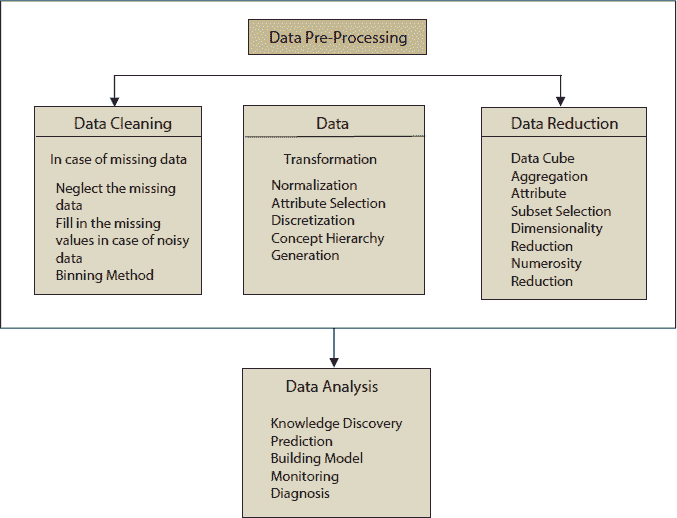 Data Pre-Processing
Data Cleaning
In case of missing data
Neglect the missing
data
Fill in the missing
values in case of noisy
data
Binning Method
Data
Transformation
Normalization
Attribute Selection
Discretization
Concept Hierarchy
Generation
Data Reduction
Data Cube
Aggregation
Attribute
Subset Selection
Dimensionality
Reduction
Numerosity
Reduction
Data Analysis
Knowledge Discovery
Prediction
Building Model
Monitoring
Diagnosis